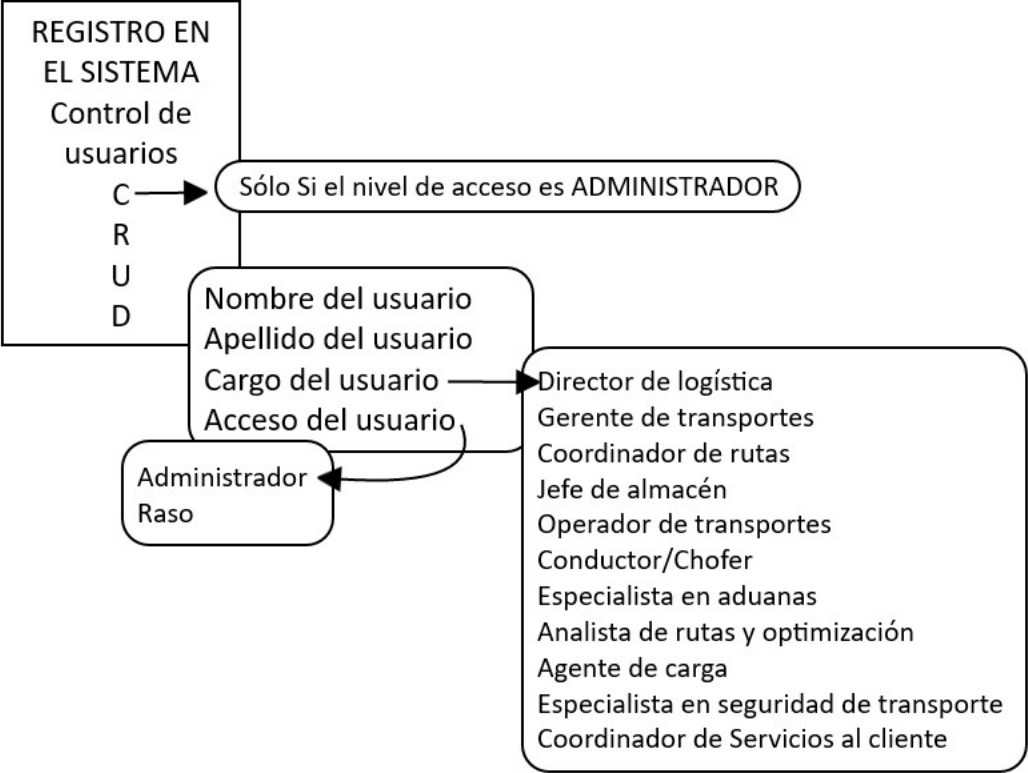 REGISTRO EN
EL SISTEMA
Control de
usuarios
C
R
U
D
Sólo Si el nivel de acceso es ADMINISTRADOR
Nombre del usuario
Apellido del usuario
Cargo del usuario
Acceso del usuario
Administrador
Raso
Director de logística
Gerente de transportes
Coordinador de rutas
Jefe de almacén
Operador de transportes
Conductor/Chofer
Especialista en aduanas
Analista de rutas y optimización
Agente de carga
Especialista en seguridad de transporte
Coordinador de Servicios al cliente